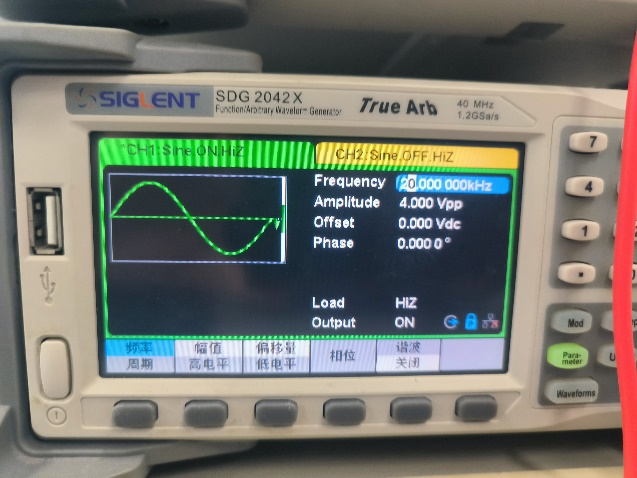 SIGLENT SDG 2042X
Function/Arbitrary Waveform Generator
True Arb
40 MHz
1.2GSa/s
*CH1:Sine.ON.HiZ
CH2:Sine.OFF.HiZ
Frequency 20.000 000kHz
Amplitude 4.000 Vpp
Offset 0.000 Vdc
Phase 0.000 0°
Load HIZ
Output ON
频率 幅值 偏移量 相位 谐波
周期 高电平 低电平 关闭
7
4
1
Mod
Para-
meter
Waveforms